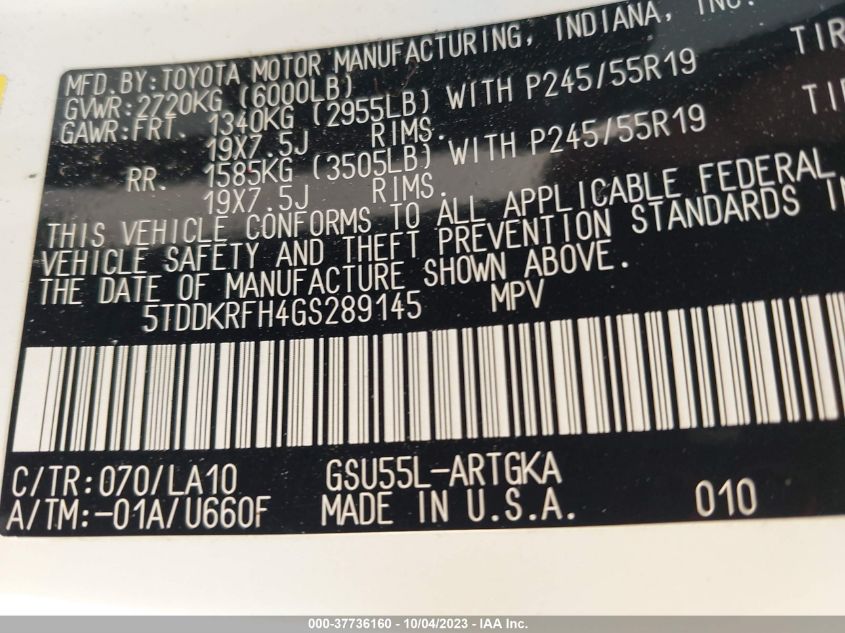 MFD. BY: TOYOTA MOTOR MANUFACTURING, INDIANA, INC.
GVWR: 2720KG (6000LB)
GAWR: FRT. 1340KG (2955LB) WITH P245/55R19 TIR
19X7.5J RIMS.
RR. 1585KG (3505LB) WITH P245/55R19 TIR
19X7.5J RIMS.
THIS VEHICLE CONFORMS TO ALL APPLICABLE FEDERAL
VEHICLE SAFETY AND THEFT PREVENTION STANDARDS IN
THE DATE OF MANUFACTURE SHOWN ABOVE.
5TDDKRFH4GS289145 MPV
C/TR: 070/LA10 GSU55L-ARTGKA
A/TM: -01A/U660F MADE IN U.S.A. 010
000-37736160 - 10/04/2023 - IAA Inc.